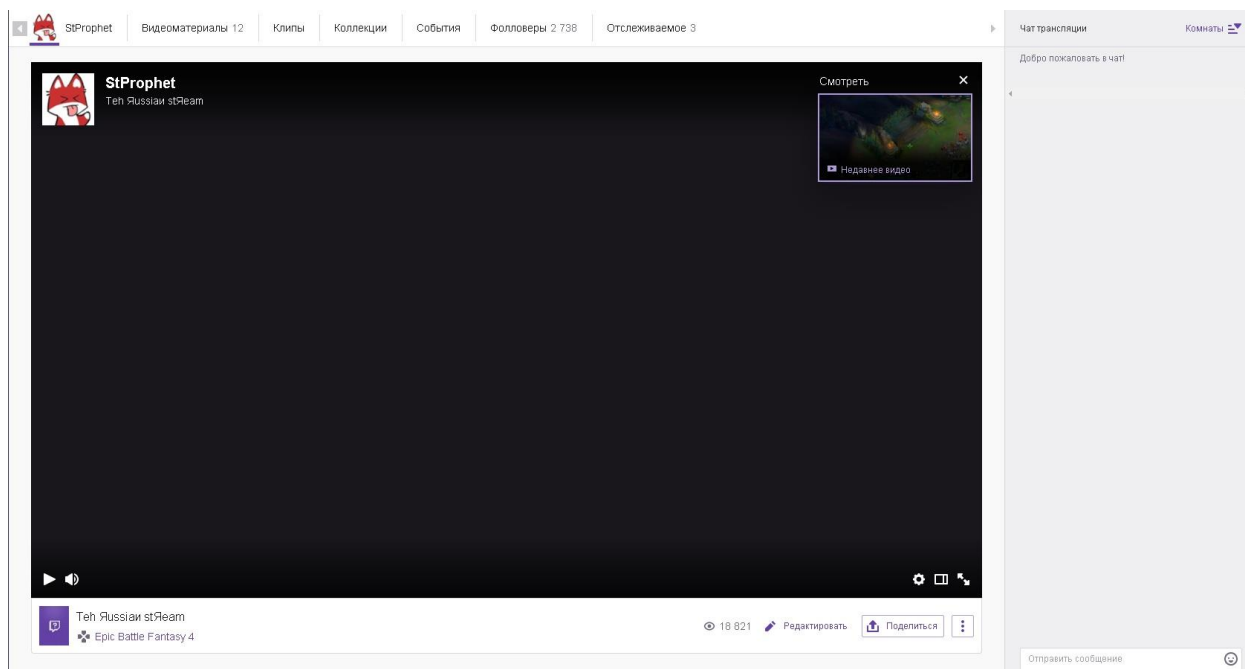 StProphet Видеоматериалы 12 Клипы Коллекции События Фолловеры 2 738 Отслеживаемое 3
Чат трансляции Комнаты
Добро пожаловать в чат!
StProphet
Teh Яussiaи stЯeam
Смотреть
Недавнее видео
Teh Яussiaи stЯeam
Epic Battle Fantasy 4
18 821 Редактировать Поделиться
Отправить сообщение